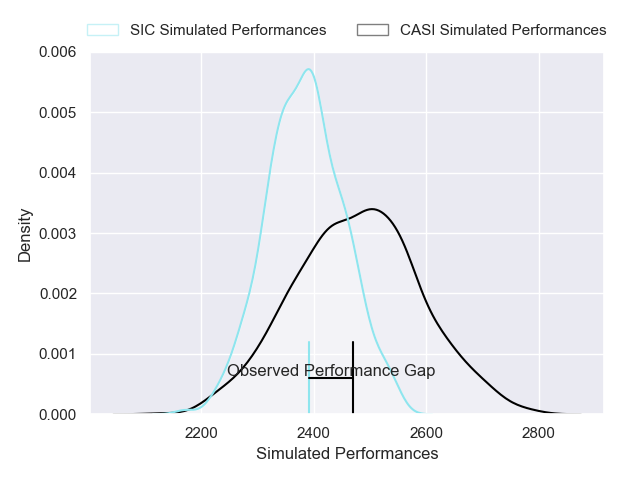 SIC Simulated Performances
CASI Simulated Performances
0.006
0.005
0.004
0.003
0.002
0.001
0.000
Density
Observed Performance Gap
2200
2400
2600
2800
Simulated Performances